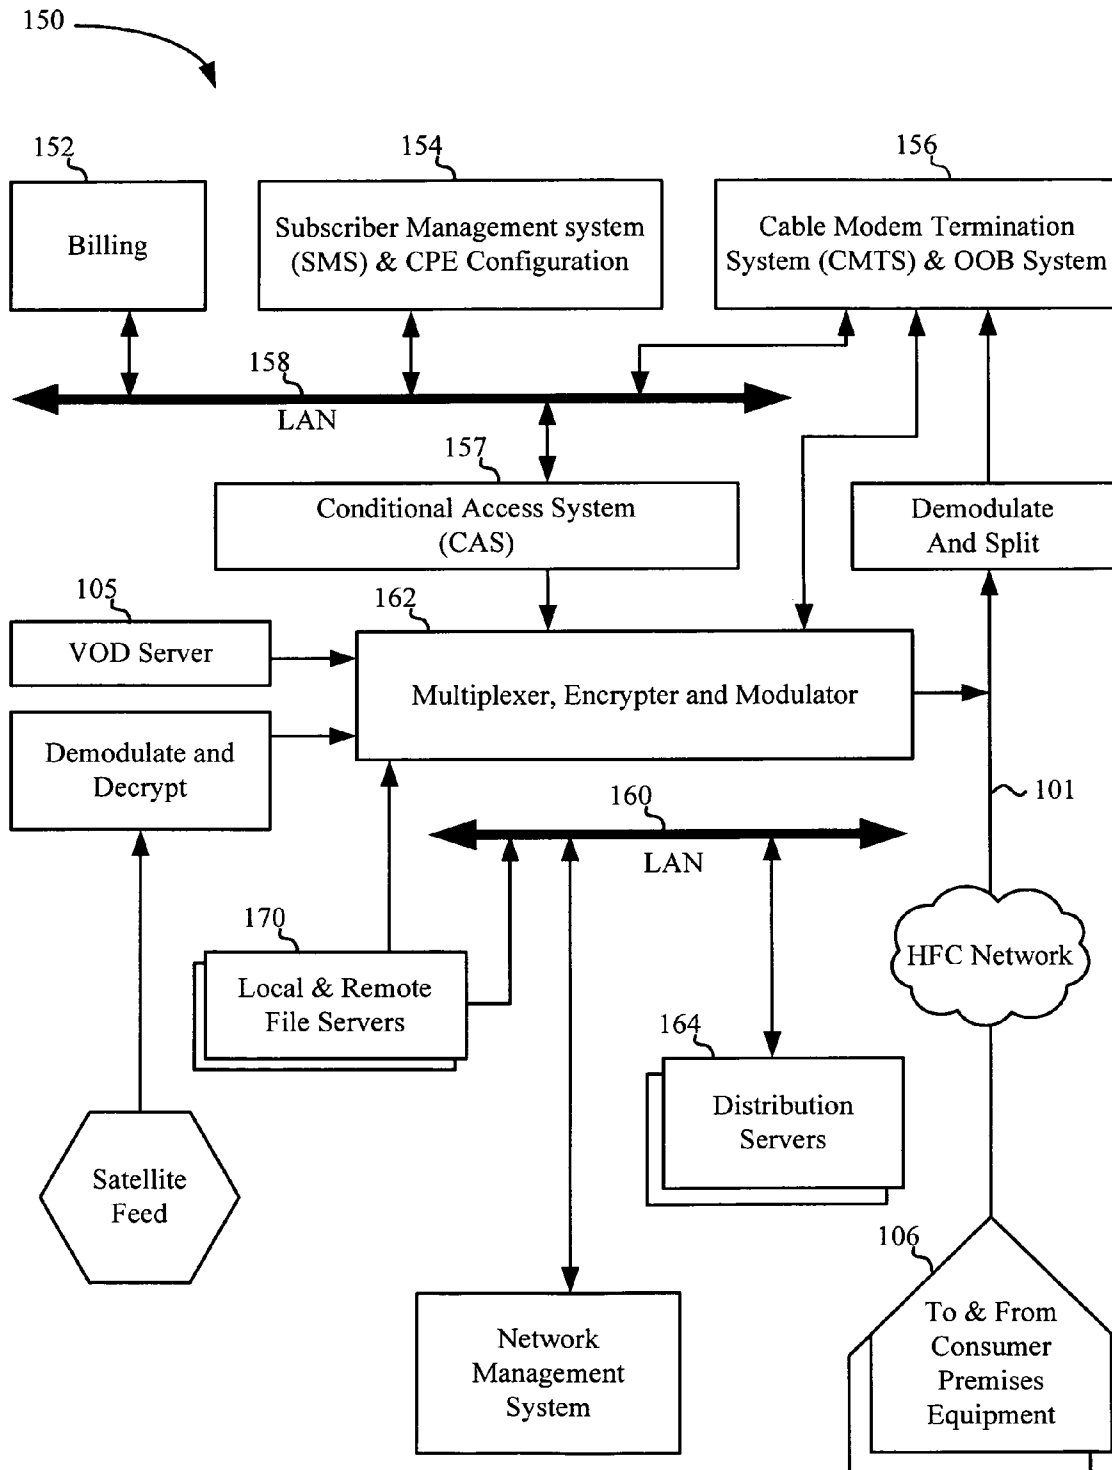 150
152
154
156
Billing
Subscriber Management system
(SMS) & CPE Configuration
Cable Modem Termination
System (CMTS) & OOB System
158
LAN
157
Conditional Access System
(CAS)
Demodulate
And Split
105
162
VOD Server
Multiplexer, Encrypter and Modulator
Demodulate and
Decrypt
160
101
LAN
170
HFC Network
Local & Remote
File Servers
164
Distribution
Servers
Satellite
Feed
106
To & From
Consumer
Premises
Equipment
Network
Management
System